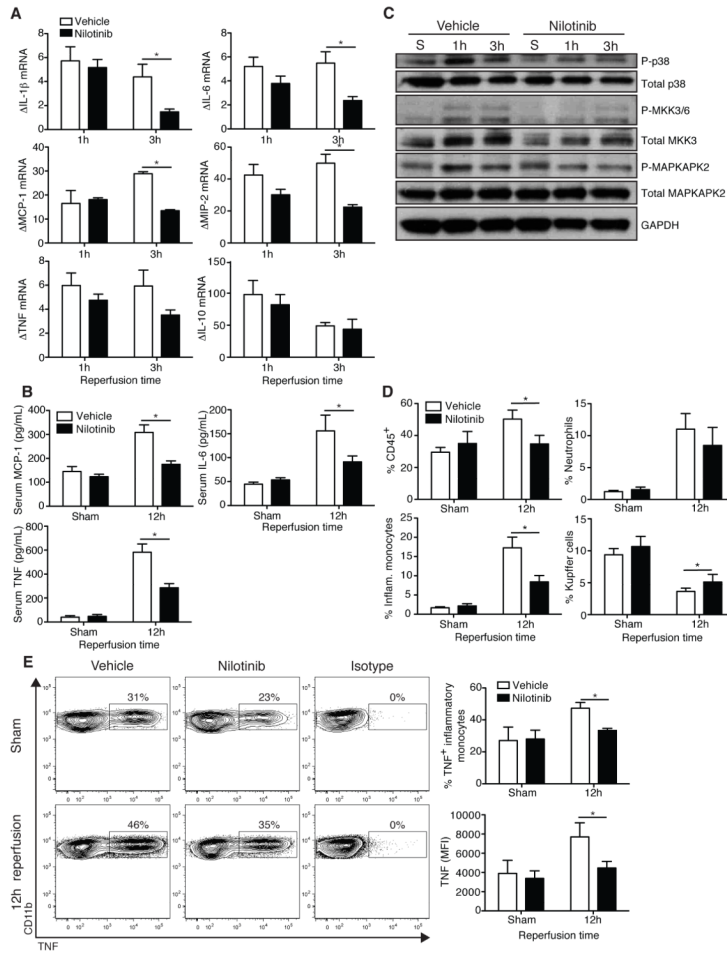 A
Vehicle
Nilotinib
ΔIL-1β mRNA
8
6
4
2
0
*
1h
3h
ΔIL-6 mRNA
8
6
4
2
0
*
1h
3h
ΔMCP-1 mRNA
40
30
20
10
0
*
1h
3h
ΔMIP-2 mRNA
60
40
20
0
*
1h
3h
ΔTNF mRNA
8
6
4
2
0
1h
3h
Reperfusion time
ΔIL-10 mRNA
150
100
50
0
1h
3h
Reperfusion time
B
Vehicle
Nilotinib
Serum MCP-1 (pg/mL)
400
300
200
100
0
*
Sham
12h
Serum IL-6 (pg/mL)
200
150
100
50
0
*
Sham
12h
Reperfusion time
Serum TNF (pg/mL)
800
600
400
200
0
*
Sham
12h
Reperfusion time
C
Vehicle
Nilotinib
S 1h 3h S 1h 3h
P-p38
Total p38
P-MKK3/6
Total MKK3
P-MAPKAPK2
Total MAPKAPK2
GAPDH
D
Vehicle
Nilotinib
% CD45+
60
40
20
0
*
Sham
12h
% Neutrophils
15
10
5
0
Sham
12h
% Inflam. monocytes
25
20
15
10
5
0
*
Sham
12h
Reperfusion time
% Kupffer cells
15
10
5
0
*
Sham
12h
Reperfusion time
E
Vehicle
Nilotinib
Isotype
Sham
31%
23%
0%
12h reperfusion
46%
35%
0%
CD11b
TNF
Vehicle
Nilotinib
% TNF+ inflammatory
monocytes
60
40
20
0
*
Sham
12h
TNF (MFI)
10000
8000
6000
4000
2000
0
*
Sham
12h
Reperfusion time